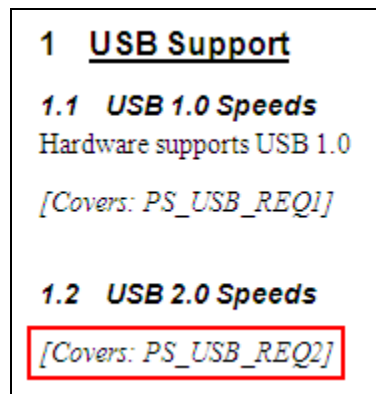 1 USB Support
1.1 USB 1.0 Speeds
Hardware supports USB 1.0
[Covers: PS_USB_REQ1]
1.2 USB 2.0 Speeds
[Covers: PS_USB_REQ2]